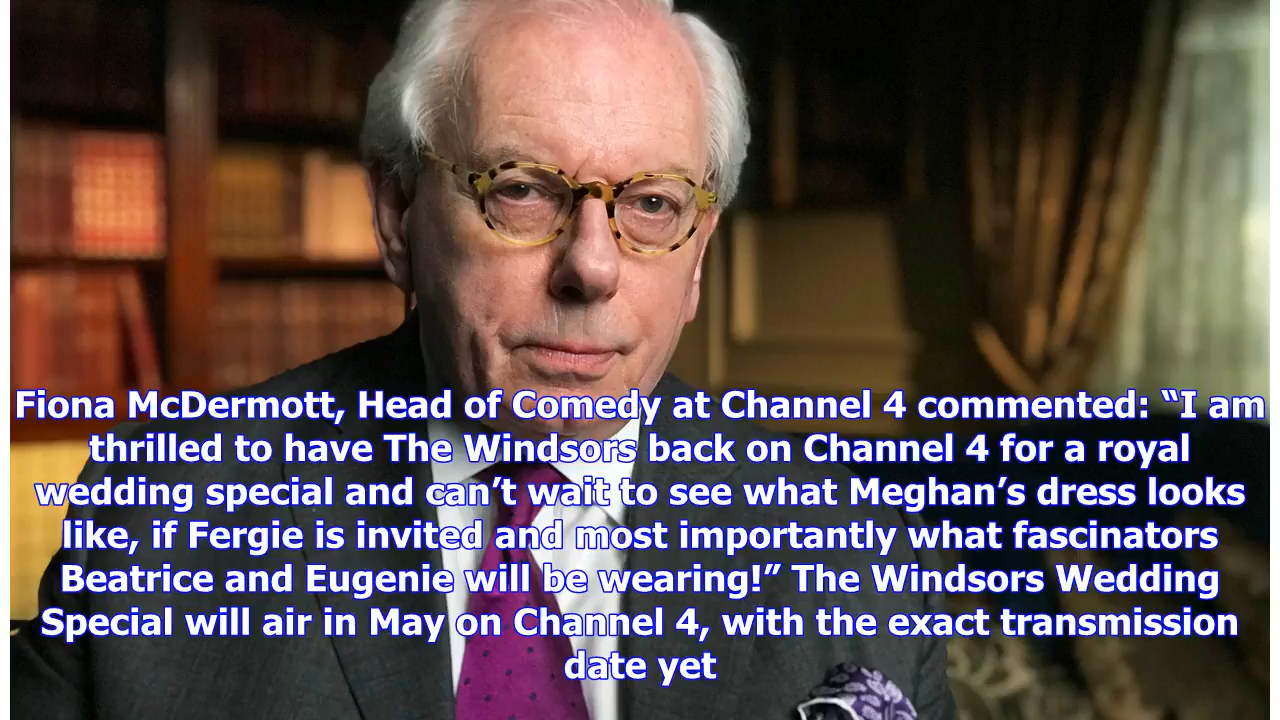 Fiona McDermott, Head of Comedy at Channel 4 commented: “I am
thrilled to have The Windsors back on Channel 4 for a royal
wedding special and can’t wait to see what Meghan’s dress looks
like, if Fergie is invited and most importantly what fascinators
Beatrice and Eugenie will be wearing!” The Windsors Wedding
Special will air in May on Channel 4, with the exact transmission
date yet